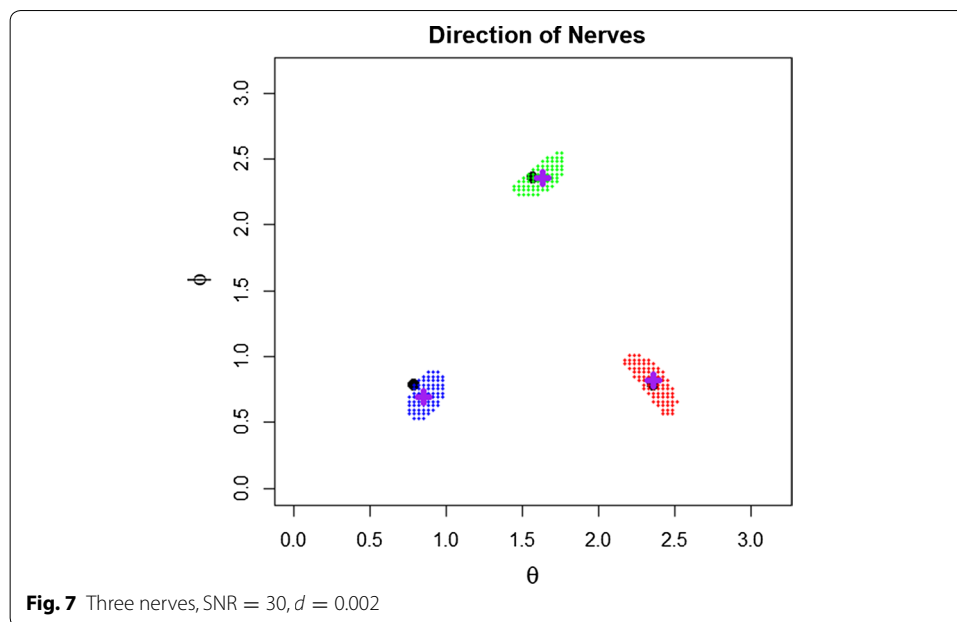 Direction of Nerves
3.0
2.5
2.0
1.5
1.0
0.5
0.0
ϕ
0.0 0.5 1.0 1.5 2.0 2.5 3.0
θ
Fig. 7 Three nerves, SNR = 30, d = 0.002